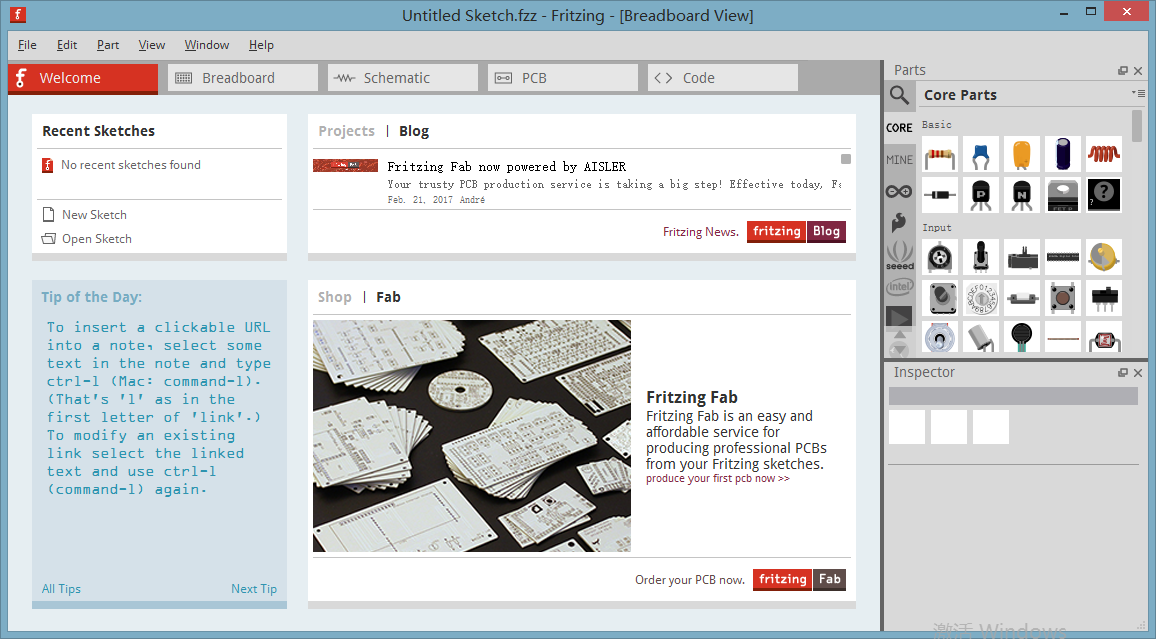 Untitled Sketch.fzz - Fritzing - [Breadboard View]
File Edit Part View Window Help
Welcome Breadboard Schematic PCB Code
Recent Sketches
No recent sketches found
New Sketch
Open Sketch
Projects | Blog
Fritzing Fab now powered by AISLER
Your trusty PCB production service is taking a big step! Effective today, Fa
Feb. 21, 2017 André
Fritzing News. fritzing Blog
Tip of the Day:
To insert a clickable URL
into a note, select some
text in the note and type
ctrl-l (Mac: command-l).
(That's 'l' as in the
first letter of 'link'.)
To modify an existing
link select the linked
text and use ctrl-l
(command-l) again.
All Tips Next Tip
Shop | Fab
Fritzing Fab
Fritzing Fab is an easy and
affordable service for
producing professional PCBs
from your Fritzing sketches.
produce your first pcb now >>
Order your PCB now. fritzing Fab
Parts
Core Parts
CORE
MINE
seeed
intel
Basic
P
N
FET P
? ?
Input
Inspector
激活 Windows